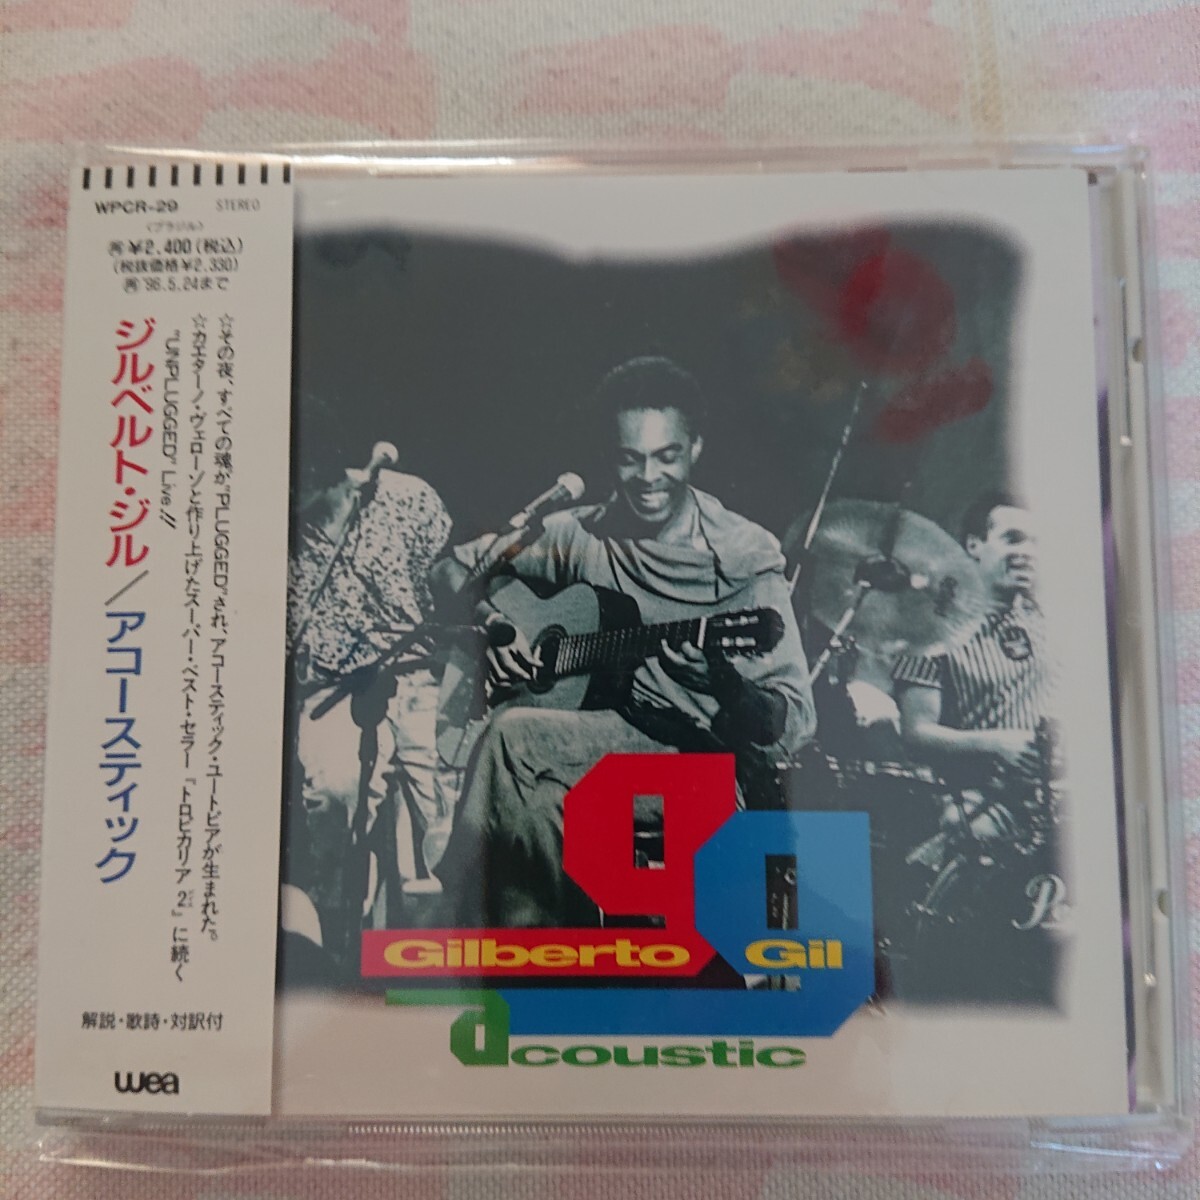 WPCR-29 STEREO
〈ブラジル〉
㋮¥2,400(税込)
(税抜価格¥2,330)
㋮'96.5.24まで
☆その夜、すべての魂が"PLUGGED"され、アコースティック・ユートピアが生まれた。
☆カエターノ・ヴェローゾと作り上げたスーパー・ベスト・セラー『トロピカリア2』に続く
"UNPLUGGED" Live!!
ジルベルト・ジル/アコースティック
解説・歌詩・対訳付
wea
gg
Gilberto Gil
acoustic